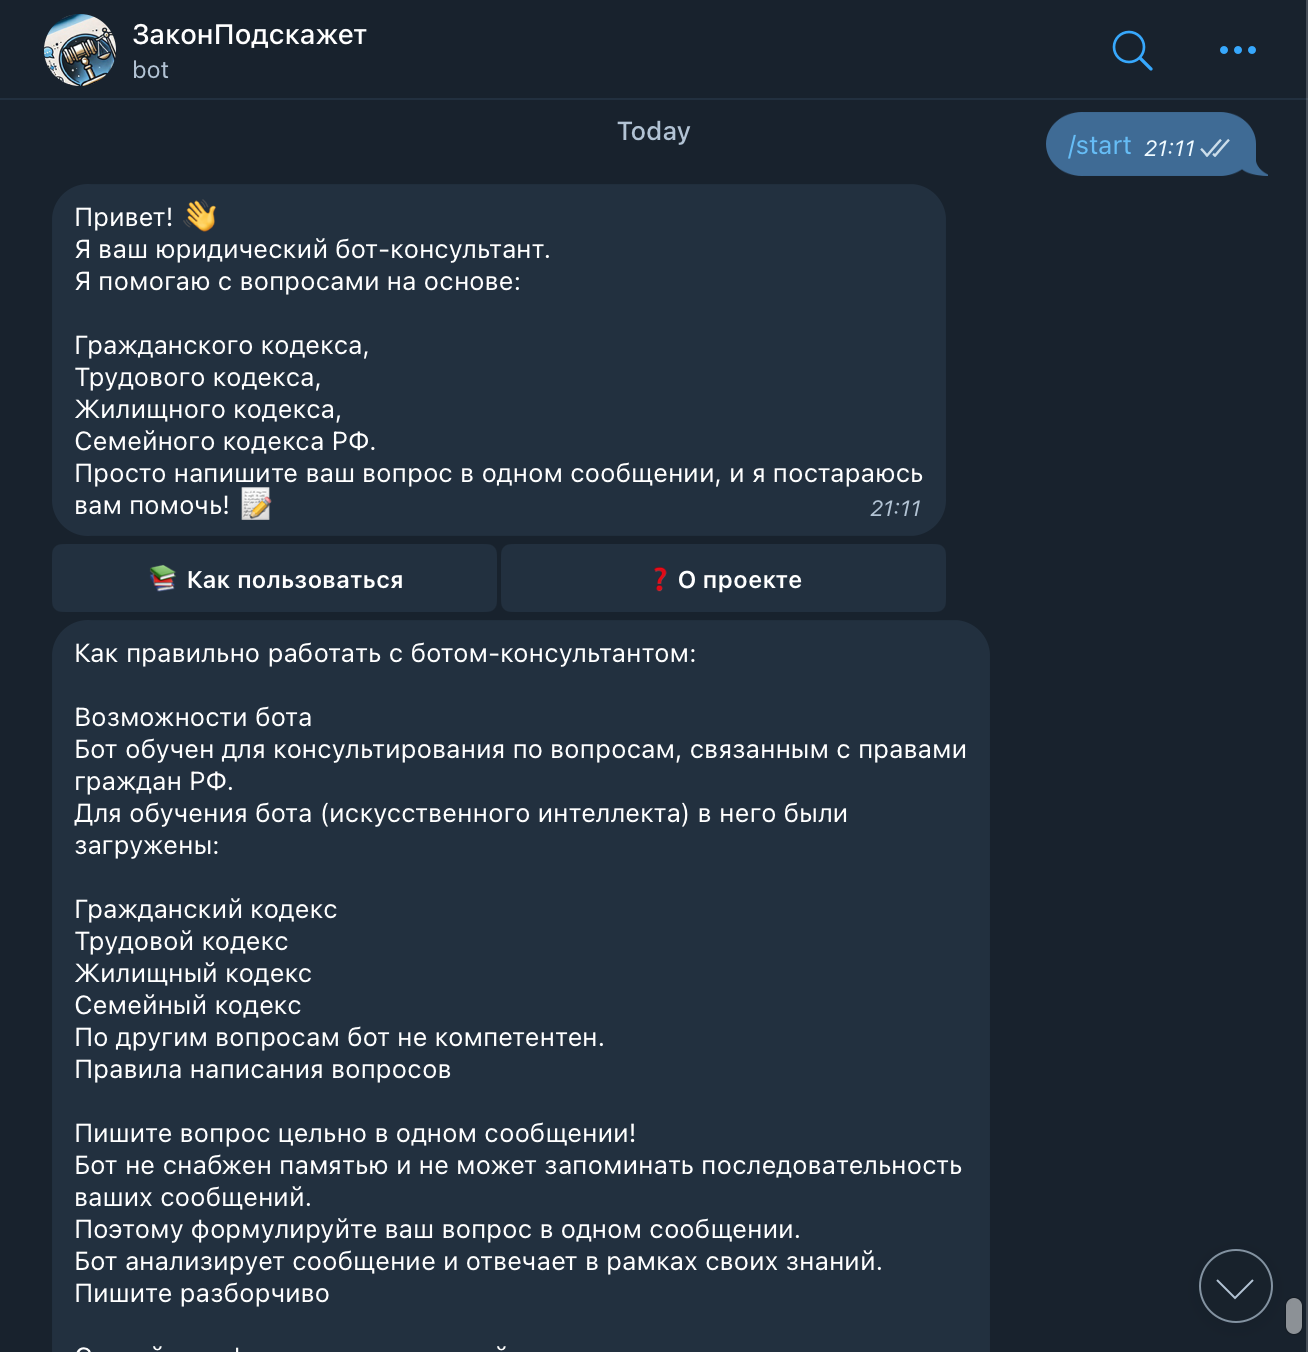 ЗаконПодскажет
bot
Today
/start 21:11
Привет! 👋
Я ваш юридический бот-консультант.
Я помогаю с вопросами на основе:
Гражданского кодекса,
Трудового кодекса,
Жилищного кодекса,
Семейного кодекса РФ.
Просто напишите ваш вопрос в одном сообщении, и я постараюсь
вам помочь! 📝 21:11
📚 Как пользоваться
❓ О проекте
Как правильно работать с ботом-консультантом:
Возможности бота
Бот обучен для консультирования по вопросам, связанным с правами
граждан РФ.
Для обучения бота (искусственного интеллекта) в него были
загружены:
Гражданский кодекс
Трудовой кодекс
Жилищный кодекс
Семейный кодекс
По другим вопросам бот не компетентен.
Правила написания вопросов
Пишите вопрос цельно в одном сообщении!
Бот не снабжен памятью и не может запоминать последовательность
ваших сообщений.
Поэтому формулируйте ваш вопрос в одном сообщении.
Бот анализирует сообщение и отвечает в рамках своих знаний.
Пишите разборчиво